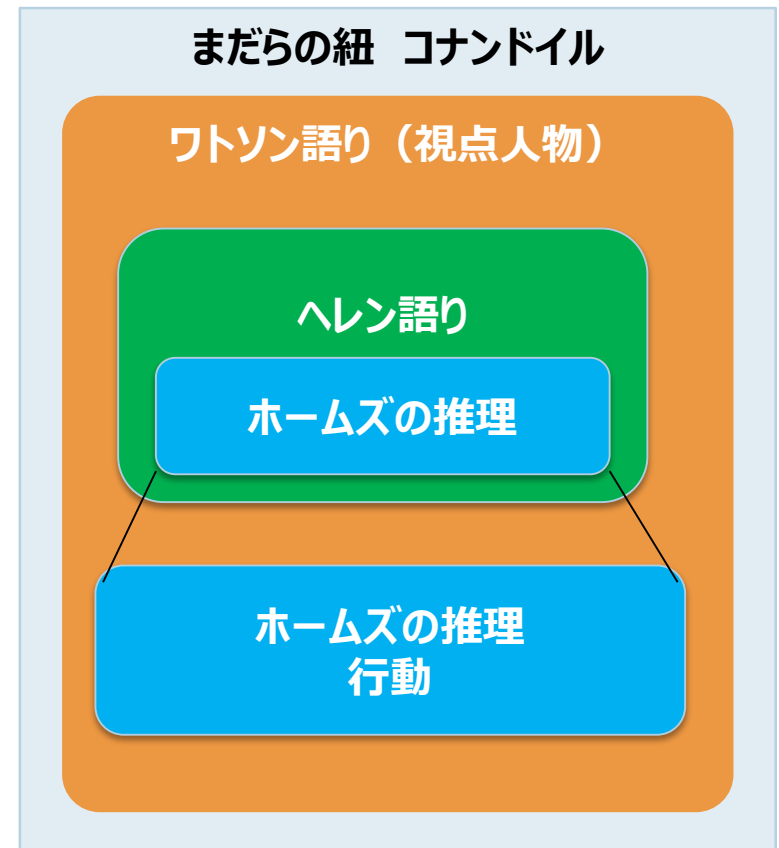 まだらの紐　コナンドイル
ワトソン語り（視点人物）
ヘレン語り
ホームズの推理
ホームズの推理
行動